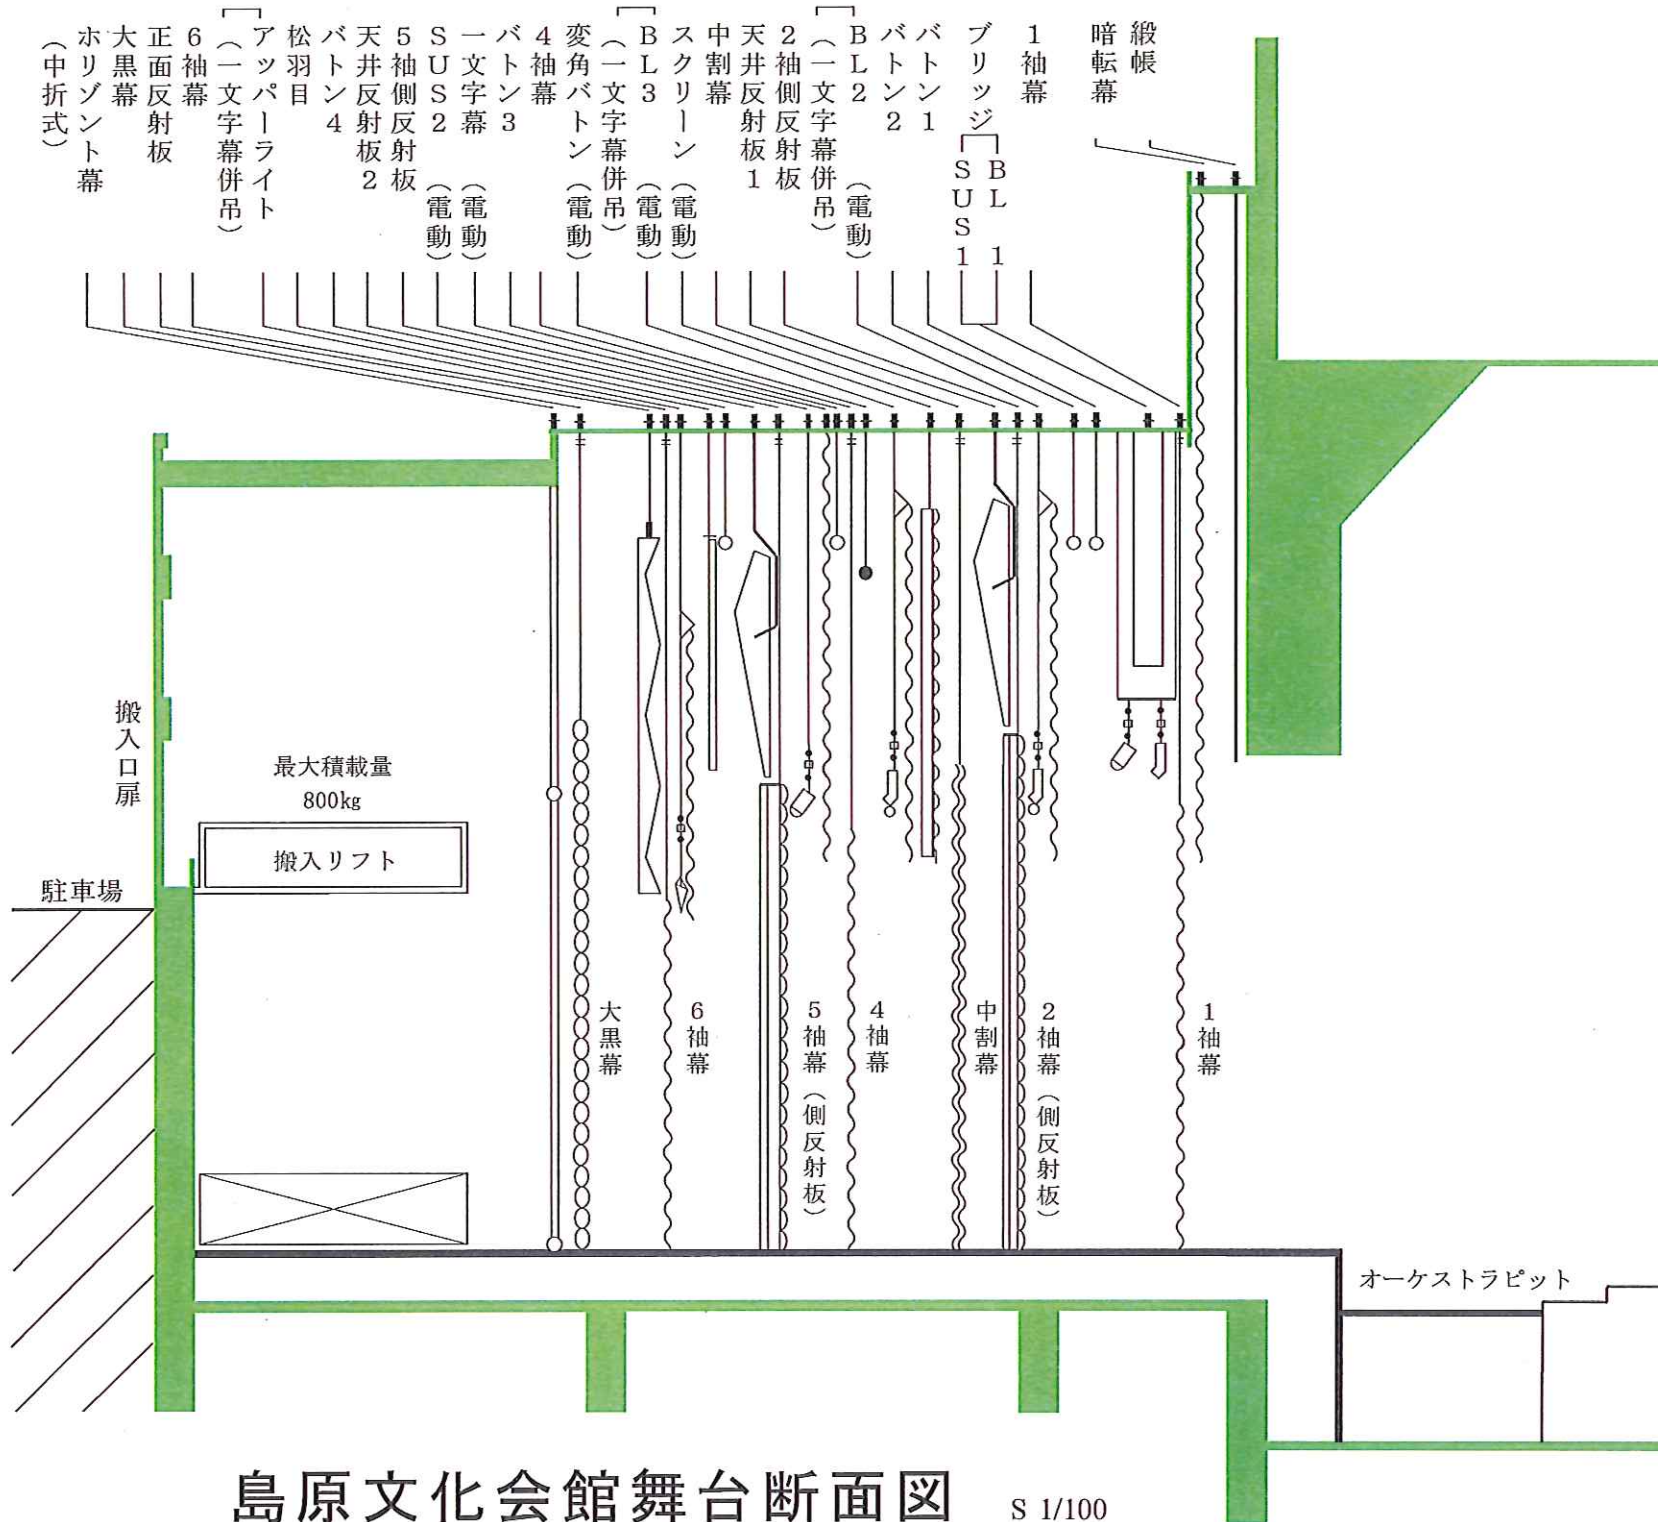 緞帳
暗転幕
1袖幕
ブリッジ
BL 1
SUS1
バトン1
バトン2
BL2 (電動)
(一文字幕併吊)
2袖側反射板
天井反射板1
中割幕
スクリーン (電動)
BL3 (電動)
(一文字幕併吊)
変角バトン (電動)
4袖幕
バトン3
一文字幕 (電動)
SUS2 (電動)
5袖側反射板
天井反射板2
バトン4
松羽目
アッパーライト
(一文字幕併吊)
6袖幕
正面反射板
大黒幕
ホリゾント幕
(中折式)
搬入口扉
最大積載量
800kg
搬入リフト
駐車場
大黒幕
6袖幕
5袖幕(側反射板)
4袖幕
中割幕
2袖幕(側反射板)
1袖幕
オーケストラピット
島原文化会館舞台断面図 S 1/100